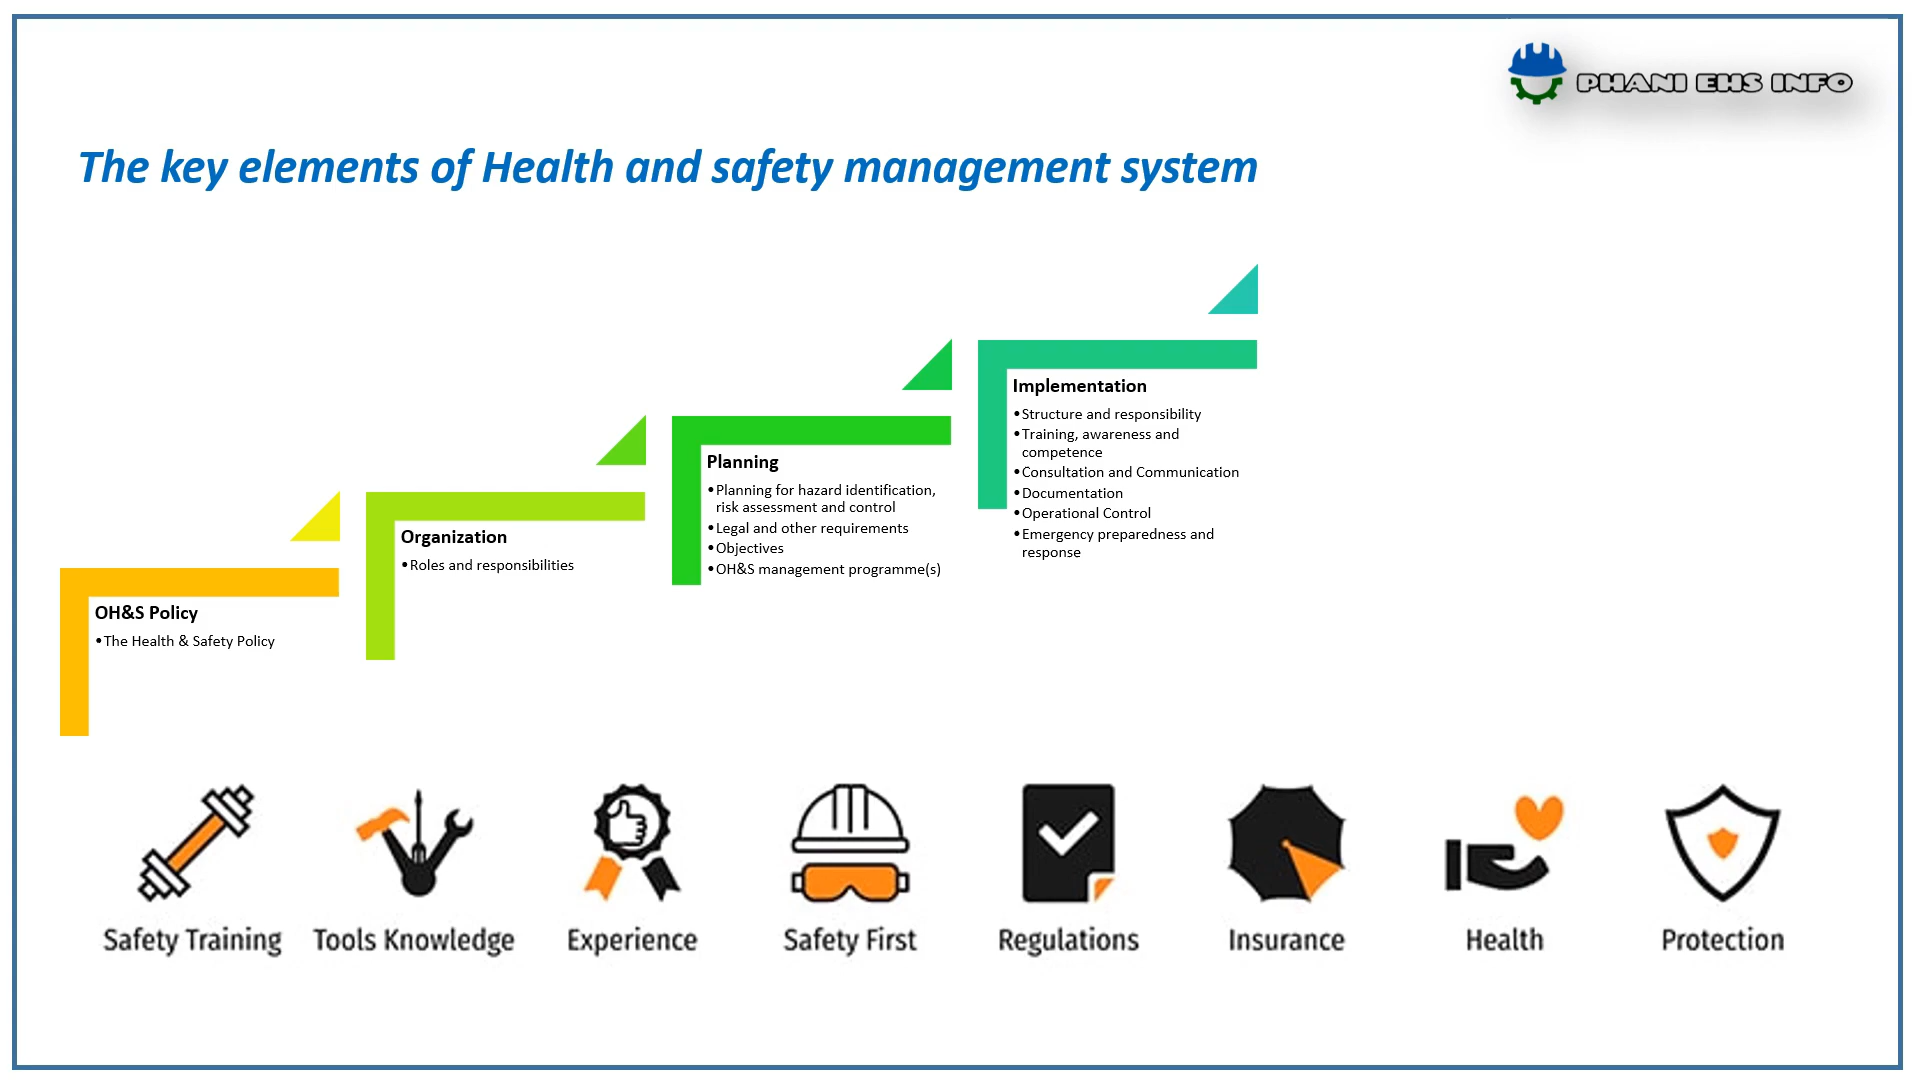 PHANI EHS INFO
The key elements of Health and safety management system
OH&S Policy
•The Health & Safety Policy
Organization
•Roles and responsibilities
Planning
•Planning for hazard identification,
risk assessment and control
•Legal and other requirements
•Objectives
•OH&S management programme(s)
Implementation
•Structure and responsibility
•Training, awareness and
competence
•Consultation and Communication
•Documentation
•Operational Control
•Emergency preparedness and
response
Safety Training
Tools Knowledge
Experience
Safety First
Regulations
Insurance
Health
Protection